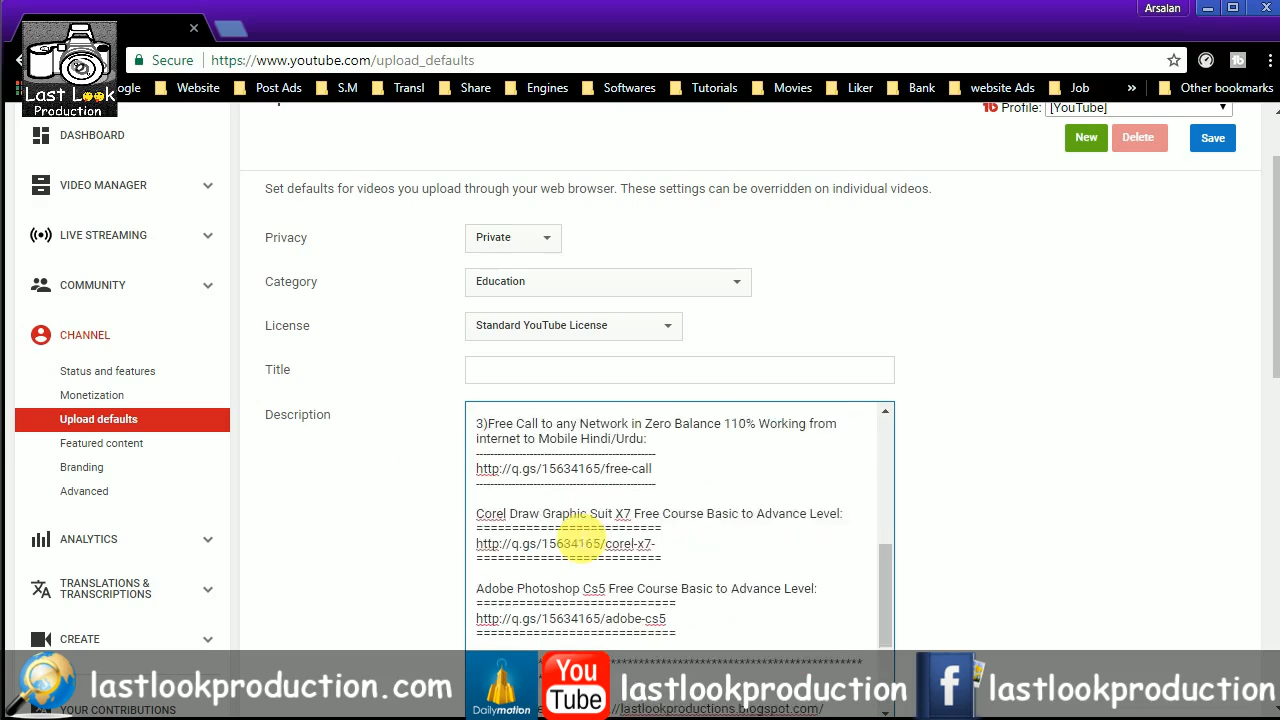 Arsalan
Secure https://www.youtube.com/upload_defaults
Last Look
Production
Website Post Ads S.M Transl Share Engines Softwares Tutorials Movies Liker Bank website Ads Job » Other bookmarks
Profile: [YouTube]
New Delete Save
DASHBOARD
VIDEO MANAGER
LIVE STREAMING
COMMUNITY
CHANNEL
Status and features
Monetization
Upload defaults
Featured content
Branding
Advanced
ANALYTICS
TRANSLATIONS &
TRANSCRIPTIONS
CREATE
YOUR CONTRIBUTIONS
Set defaults for videos you upload through your web browser. These settings can be overridden on individual videos.
Privacy Private
Category Education
License Standard YouTube License
Title
Description
3)Free Call to any Network in Zero Balance 110% Working from
internet to Mobile Hindi/Urdu:
--------------------------------------------------
http://q.gs/15634165/free-call
--------------------------------------------------
Corel Draw Graphic Suit X7 Free Course Basic to Advance Level:
==========================
http://q.gs/15634165/corel-x7-
==========================
Adobe Photoshop Cs5 Free Course Basic to Advance Level:
============================
http://q.gs/15634165/adobe-cs5
============================
//lastlookproductions.blogspot.com/
lastlookproduction.com
Dailymotion
You
Tube
lastlookproduction
f
lastlookproduction